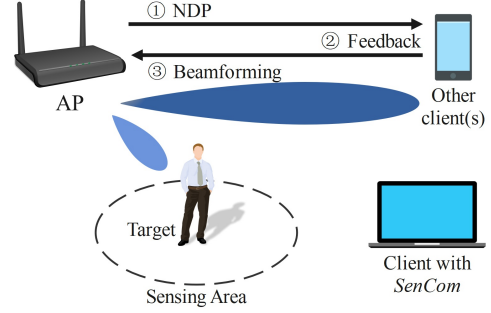 ① NDP
② Feedback
③ Beamforming
AP
Other
client(s)
Target
Sensing Area
Client with
SenCom